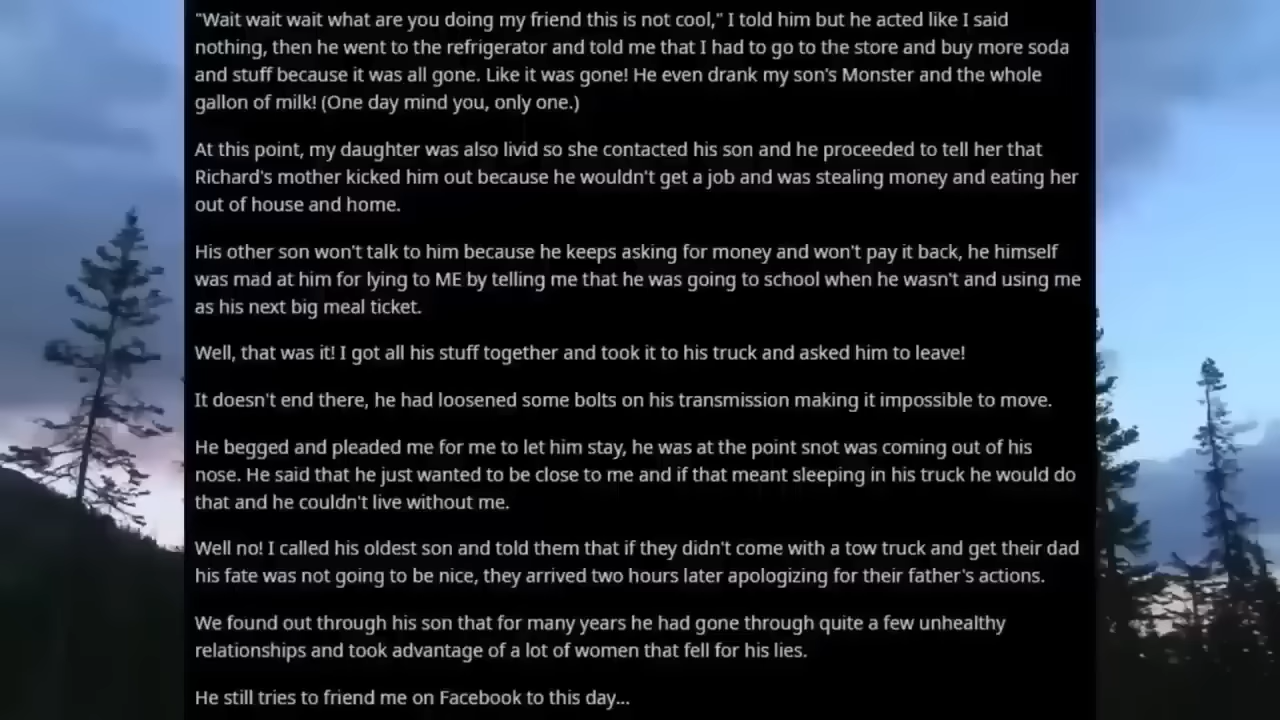 "Wait wait wait what are you doing my friend this is not cool," I told him but he acted like I said
nothing, then he went to the refrigerator and told me that I had to go to the store and buy more soda
and stuff because it was all gone. Like it was gone! He even drank my son's Monster and the whole
gallon of milk! (One day mind you, only one.)
At this point, my daughter was also livid so she contacted his son and he proceeded to tell her that
Richard's mother kicked him out because he wouldn't get a job and was stealing money and eating her
out of house and home.
His other son won't talk to him because he keeps asking for money and won't pay it back, he himself
was mad at him for lying to ME by telling me that he was going to school when he wasn't and using me
as his next big meal ticket.
Well, that was it! I got all his stuff together and took it to his truck and asked him to leave!
It doesn't end there, he had loosened some bolts on his transmission making it impossible to move.
He begged and pleaded me for me to let him stay, he was at the point snot was coming out of his
nose. He said that he just wanted to be close to me and if that meant sleeping in his truck he would do
that and he couldn't live without me.
Well no! I called his oldest son and told them that if they didn't come with a tow truck and get their dad
his fate was not going to be nice, they arrived two hours later apologizing for their father's actions.
We found out through his son that for many years he had gone through quite a few unhealthy
relationships and took advantage of a lot of women that fell for his lies.
He still tries to friend me on Facebook to this day...